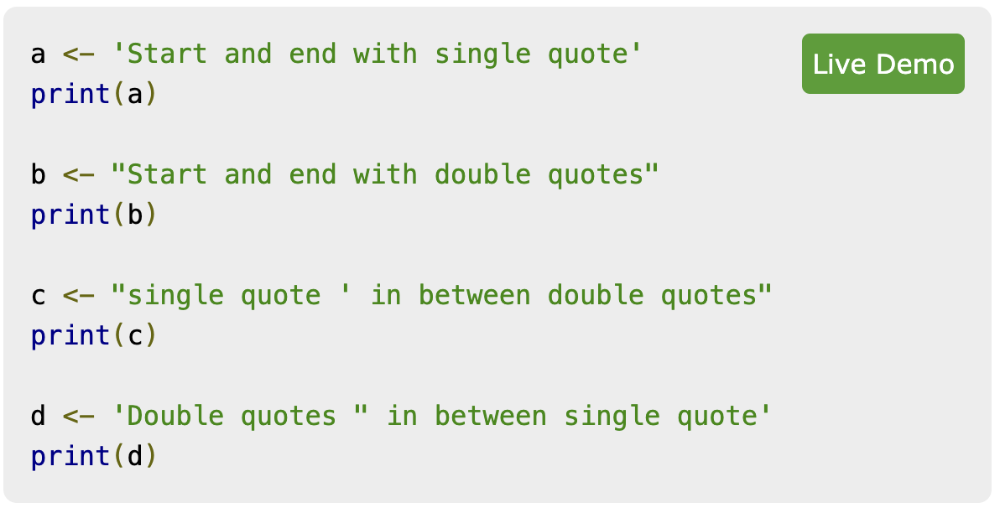 a <- 'Start and end with single quote'
Live Demo
print(a)
b <- "Start and end with double quotes"
print(b)
c <- "single quote ' in between double quotes"
print(c)
d <- 'Double quotes " in between single quote'
print(d)